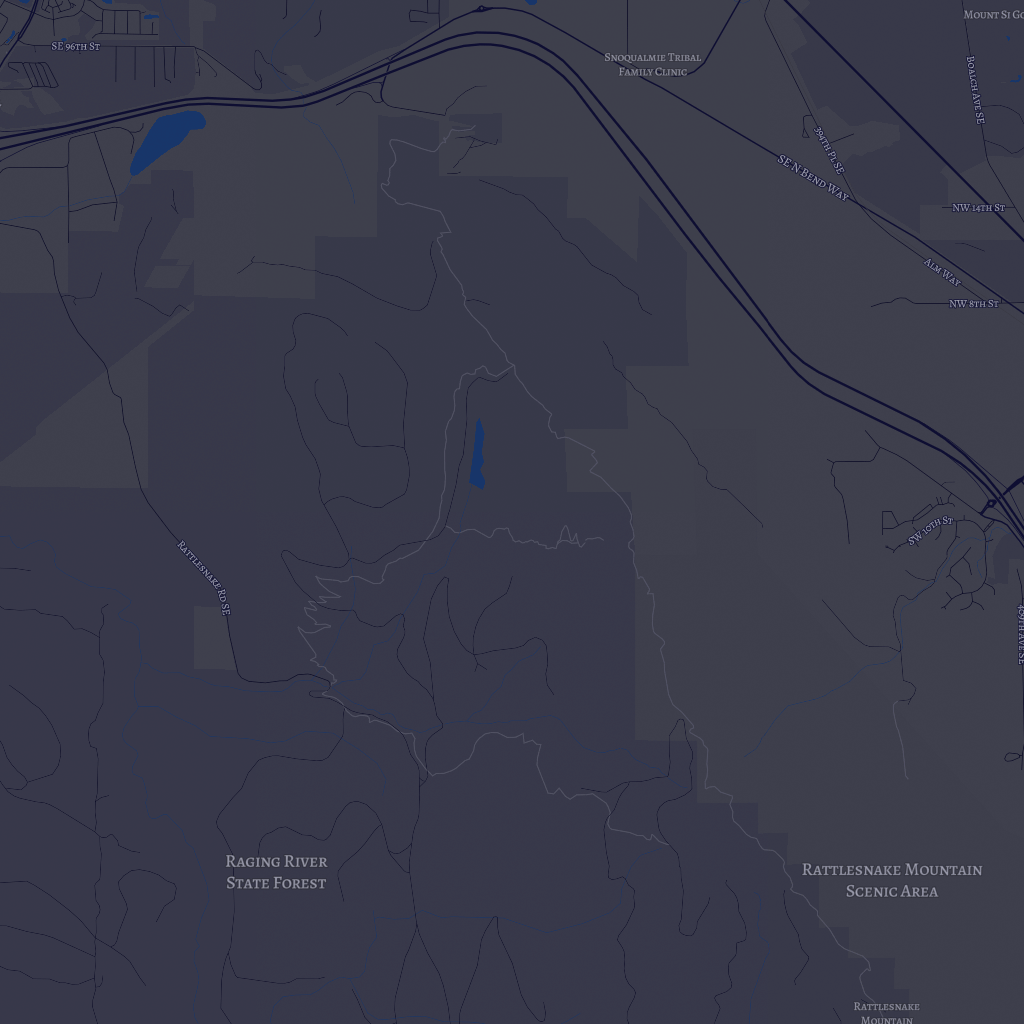 Mount Si Go
SE 96th St
Snoqualmie Tribal
Family Clinic
Boalch Ave SE
394th Pl SE
SE N Bend Way
NW 14th St
Alm Way
NW 8th St
SW 10th St
Rattlesnake Rd SE
Raging River
State Forest
Rattlesnake Mountain
Scenic Area
Rattlesnake
Mountain